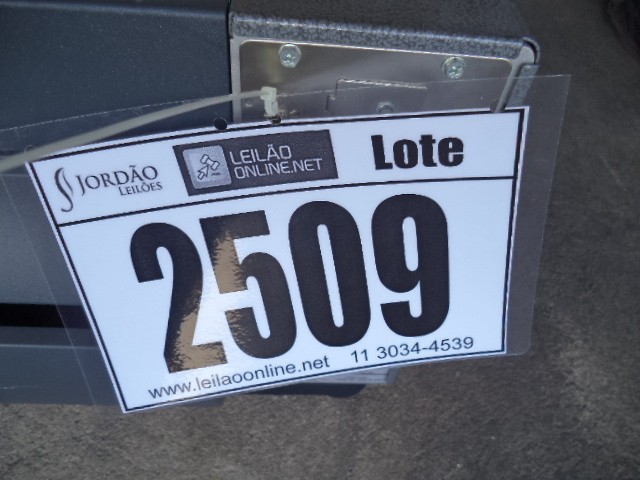 JORDÃO
LEILÕES
LEILÃO
ONLINE.NET
Lote
2509
www.leilaoonline.net 11 3034-4539